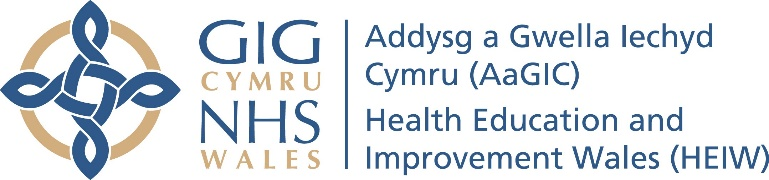 GIG
CYMRU
NHS
WALES
Addysg a Gwella Iechyd
Cymru (AaGIC)
Health Education and
Improvement Wales (HEIW)